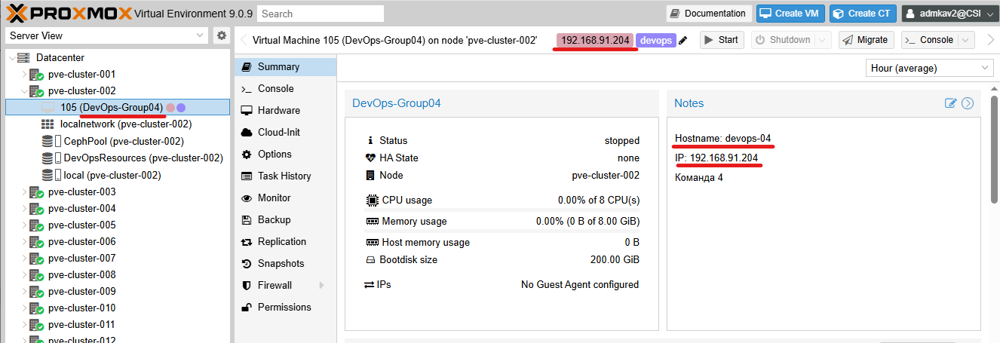 PROXMOX Virtual Environment 9.0.9 Search Documentation Create VM Create CT admkav2@CSI
Server View
Virtual Machine 105 (DevOps-Group04) on node 'pve-cluster-002' 192.168.91.204 devops Start Shutdown Migrate Console
Datacenter
pve-cluster-001
pve-cluster-002
105 (DevOps-Group04)
localnetwork (pve-cluster-002)
CephPool (pve-cluster-002)
DevOpsResources (pve-cluster-002)
local (pve-cluster-002)
pve-cluster-003
pve-cluster-004
pve-cluster-005
pve-cluster-006
pve-cluster-007
pve-cluster-008
pve-cluster-009
pve-cluster-010
pve-cluster-011
pve-cluster-012
Summary
Console
Hardware
Cloud-Init
Options
Task History
Monitor
Backup
Replication
Snapshots
Firewall
Permissions
Hour (average)
DevOps-Group04
Status stopped
HA State none
Node pve-cluster-002
CPU usage 0.00% of 8 CPU(s)
Memory usage 0.00% (0 B of 8.00 GiB)
Host memory usage 0 B
Bootdisk size 200.00 GiB
IPs No Guest Agent configured
Notes
Hostname: devops-04
IP: 192.168.91.204
Команда 4